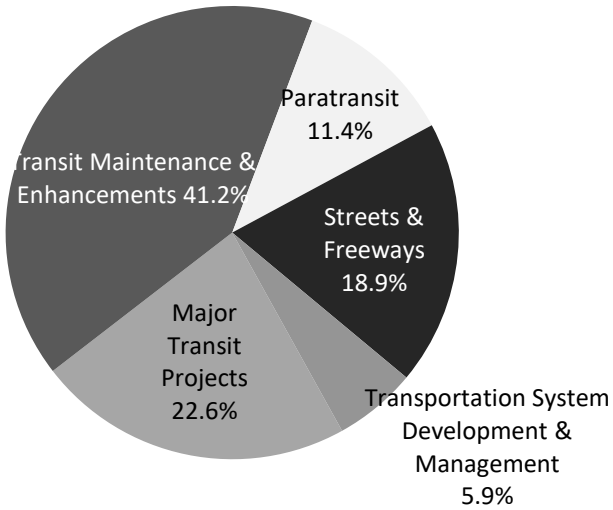 Paratransit
11.4%
Transit Maintenance &
Enhancements 41.2%
Streets &
Freeways
18.9%
Major
Transit
Projects
22.6%
Transportation System
Development &
Management
5.9%